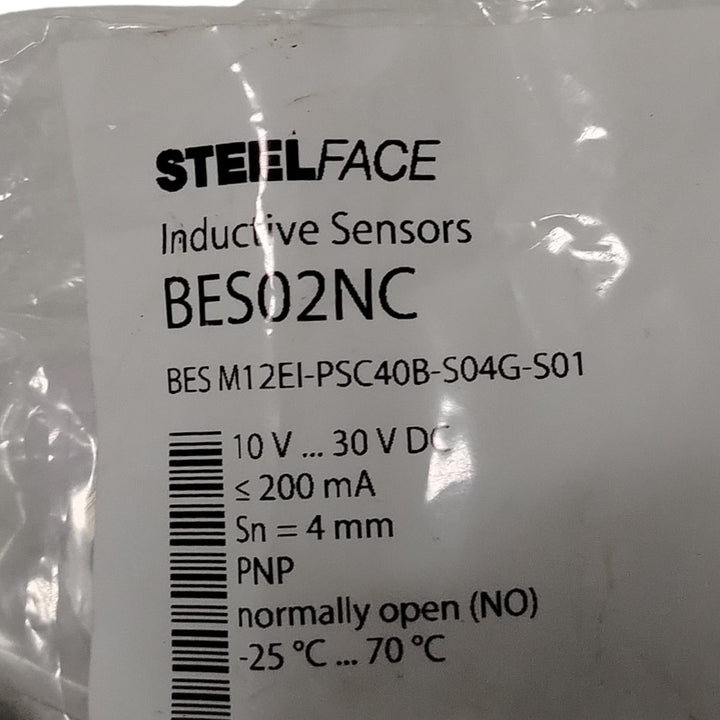 STEELFACE
Inductive Sensors
BES02NC
BES M12EI-PSC40B-S04G-S01
10 V ... 30 V DC
≤ 200 mA
Sn = 4 mm
PNP
normally open (NO)
-25 °C ... 70 °C